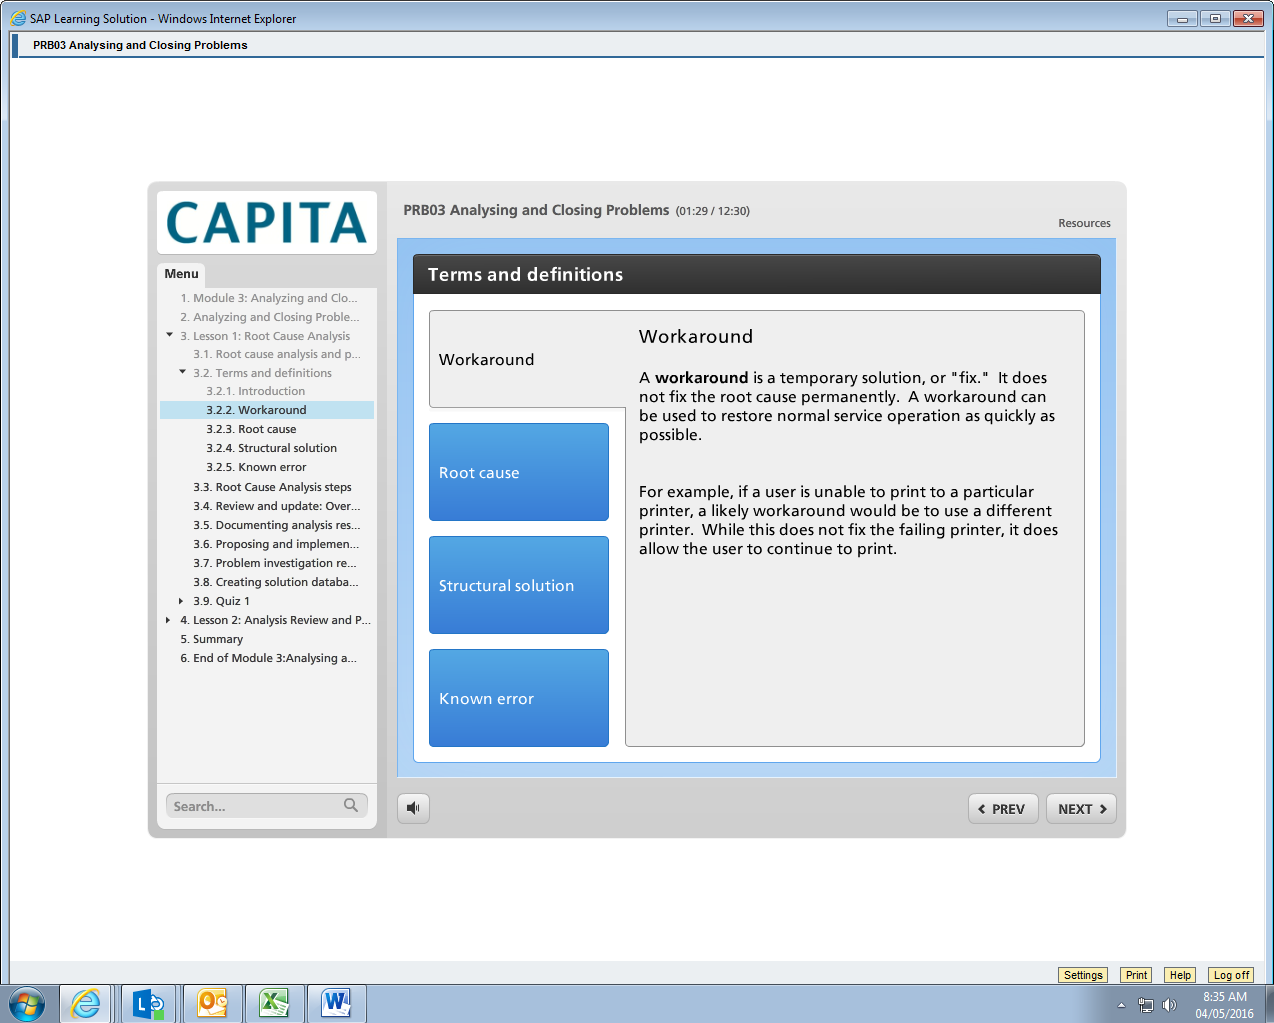 SAP Learning Solution - Windows Internet Explorer
PRB03 Analysing and Closing Problems
CAPITA
Menu
1. Module 3: Analyzing and Clo...
2. Analyzing and Closing Proble...
3. Lesson 1: Root Cause Analysis
3.1. Root cause analysis and p...
3.2. Terms and definitions
3.2.1. Introduction
3.2.2. Workaround
3.2.3. Root cause
3.2.4. Structural solution
3.2.5. Known error
3.3. Root Cause Analysis steps
3.4. Review and update: Over...
3.5. Documenting analysis res...
3.6. Proposing and implemen...
3.7. Problem investigation re...
3.8. Creating solution databa...
3.9. Quiz 1
4. Lesson 2: Analysis Review and P...
5. Summary
6. End of Module 3:Analysing a...
Search...
PRB03 Analysing and Closing Problems (01:29 / 12:30)
Resources
Terms and definitions
Workaround
Root cause
Structural solution
Known error
Workaround
A workaround is a temporary solution, or "fix." It does
not fix the root cause permanently. A workaround can
be used to restore normal service operation as quickly as
possible.
For example, if a user is unable to print to a particular
printer, a likely workaround would be to use a different
printer. While this does not fix the failing printer, it does
allow the user to continue to print.
PREV
NEXT
Settings
Print
Help
Log off
8:35 AM
04/05/2016